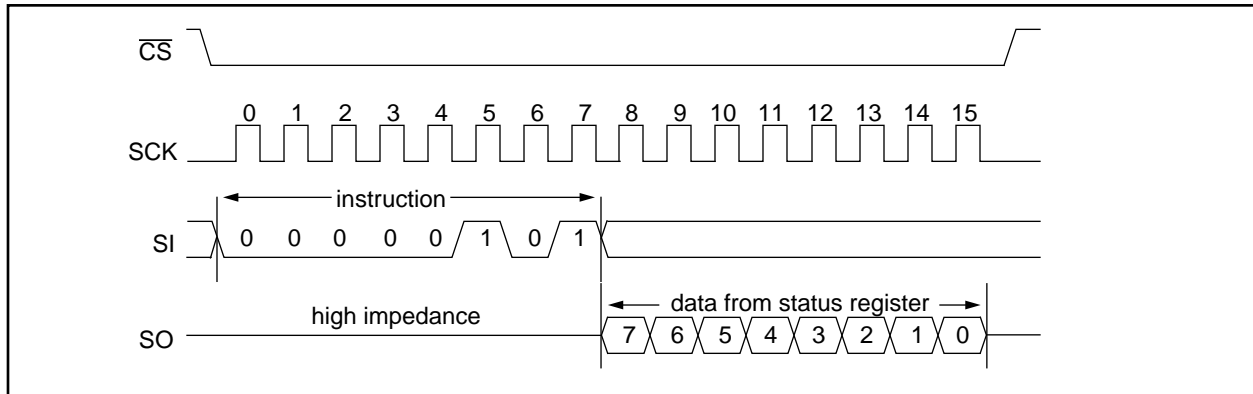 CS
0 1 2 3 4 5 6 7 8 9 10 11 12 13 14 15
SCK
instruction
SI 0 0 0 0 0 1 0 1
data from status register
high impedance
SO 7 6 5 4 3 2 1 0